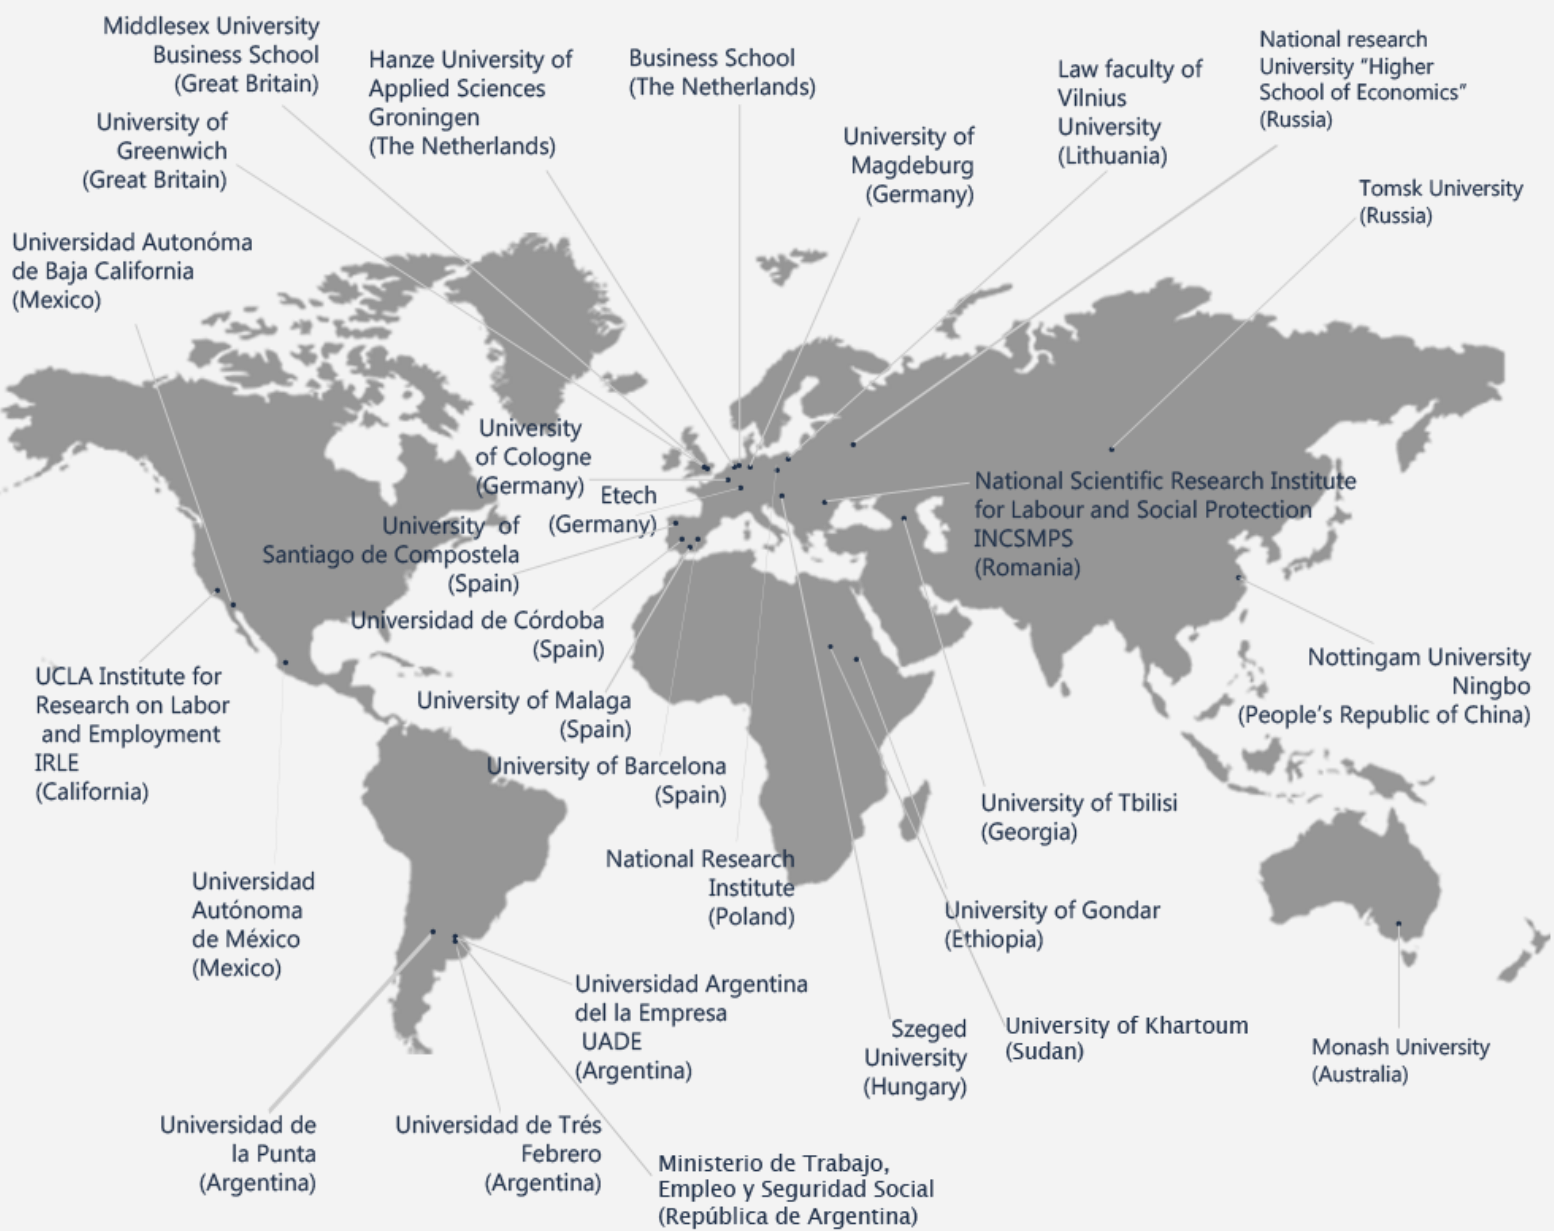 Middlesex University
Business School
(Great Britain)
Hanze University of
Applied Sciences
Groningen
(The Netherlands)
Business School
(The Netherlands)
Law faculty of
Vilnius
University
(Lithuania)
National research
University “Higher
School of Economics”
(Russia)
University of
Greenwich
(Great Britain)
University of
Magdeburg
(Germany)
Tomsk University
(Russia)
Universidad Autonóma
de Baja California
(Mexico)
University
of Cologne
(Germany)
Etech
(Germany)
National Scientific Research Institute
for Labour and Social Protection
INCSMPS
(Romania)
University of
Santiago de Compostela
(Spain)
Universidad de Córdoba
(Spain)
UCLA Institute for
Research on Labor
and Employment
IRLE
(California)
University of Malaga
(Spain)
Nottingam University
Ningbo
(People’s Republic of China)
University of Barcelona
(Spain)
University of Tbilisi
(Georgia)
National Research
Institute
(Poland)
Universidad
Autónoma
de México
(Mexico)
University of Gondar
(Ethiopia)
Universidad Argentina
del la Empresa
UADE
(Argentina)
Szeged
University
(Hungary)
University of Khartoum
(Sudan)
Monash University
(Australia)
Universidad de
la Punta
(Argentina)
Universidad de Trés
Febrero
(Argentina)
Ministerio de Trabajo,
Empleo y Seguridad Social
(República de Argentina)